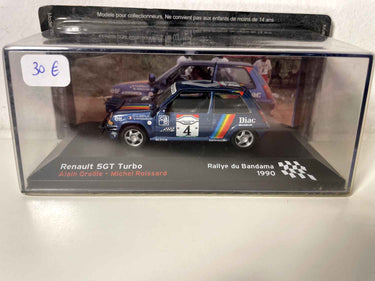 Modèle pour collectionneurs. Ne convient pas aux enfants de moins de 14 ans
30 €
4
Diac
Renault 5GT Turbo
Rallye du Bandama
Alain Oreille - Michel Roissard
1990